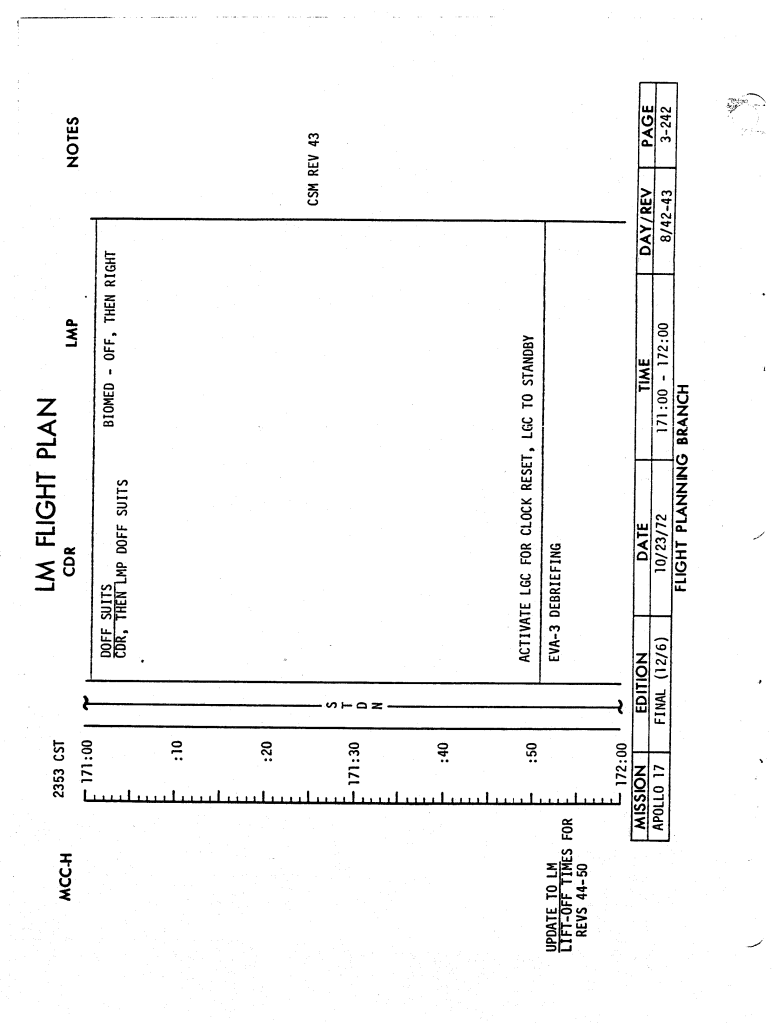 LM FLIGHT PLAN
MCC-H
CDR
LMP
NOTES
2353 CST
171:00
:10
:20
171:30
:40
:50
172:00
S
T
D
N
DOFF SUITS
CDR, THEN LMP DOFF SUITS
BIOMED - OFF, THEN RIGHT
CSM REV 43
ACTIVATE LGC FOR CLOCK RESET, LGC TO STANDBY
EVA-3 DEBRIEFING
UPDATE TO LM
LIFT-OFF TIMES FOR
REVS 44-50
MISSION EDITION DATE TIME DAY/REV PAGE
APOLLO 17 FINAL (12/6) 10/23/72 171:00 - 172:00 8/42-43 3-242
FLIGHT PLANNING BRANCH